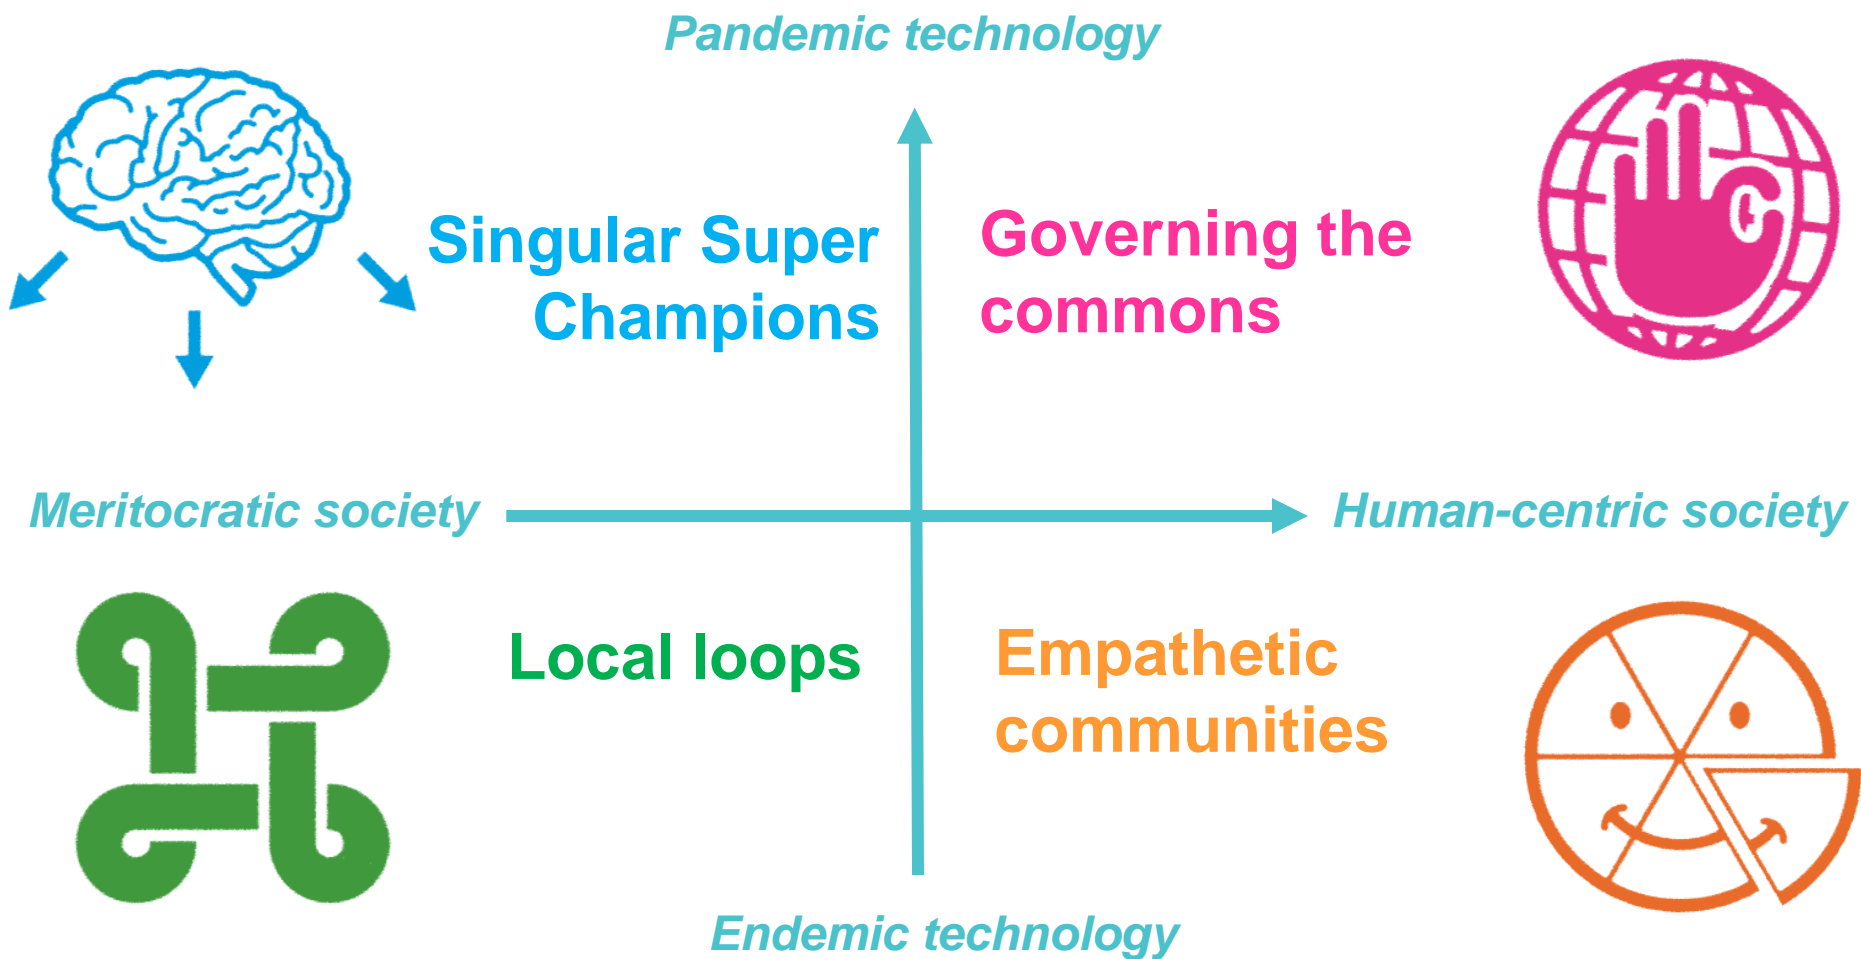 Pandemic technology
Singular Super
Champions
Governing the
commons
Meritocratic society
Human-centric society
Local loops
Empathetic
communities
Endemic technology